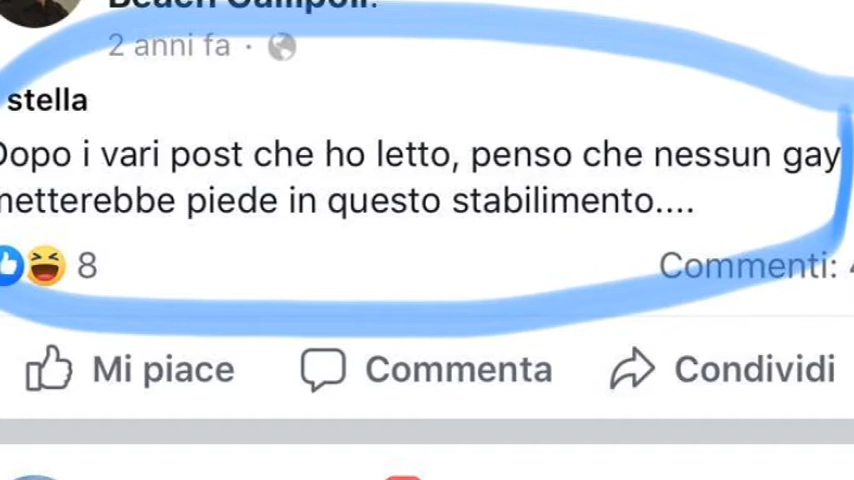 2 anni fa ·
stella
Dopo i vari post che ho letto, penso che nessun gay
metterebbe piede in questo stabilimento....
8 Commenti:
Mi piace Commenta Condividi